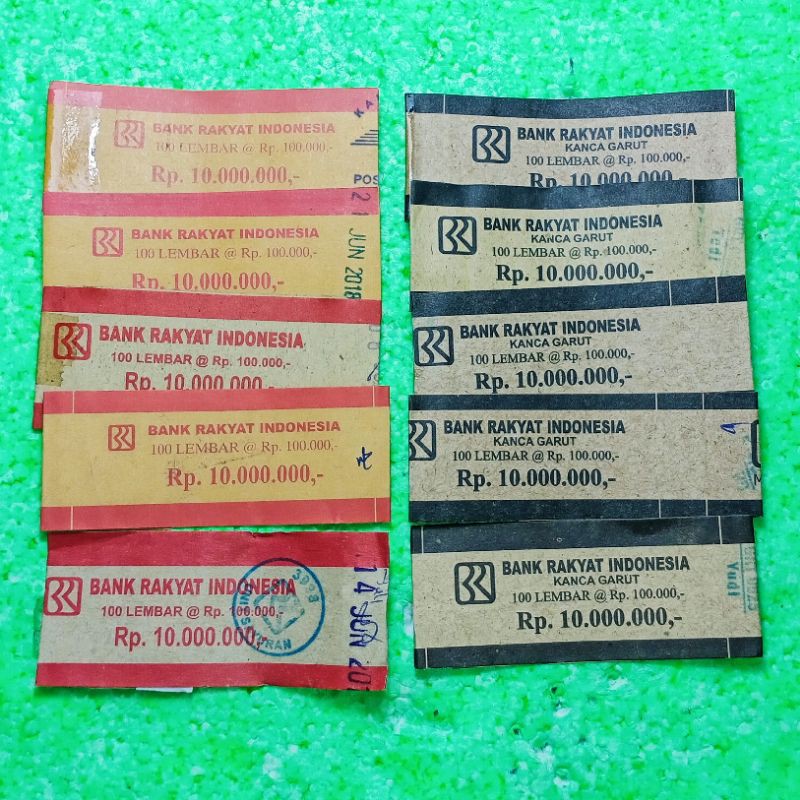 BANK RAKYAT INDONESIA
100 LEMBAR @ Rp. 100.000,-
Rp. 10.000.000,-
KA
POS
BANK RAKYAT INDONESIA
100 LEMBAR @ Rp. 100.000,-
Rp. 10.000.000,-
21 JUN 2018
BANK RAKYAT INDONESIA
100 LEMBAR @ Rp. 100.000,-
Rp. 10.000.000,-
BANK RAKYAT INDONESIA
100 LEMBAR @ Rp. 100.000,-
Rp. 10.000.000,-
BANK RAKYAT INDONESIA
100 LEMBAR @ Rp. 100.000,-
Rp. 10.000.000,-
14 JUN 201
BANK RAKYAT INDONESIA
KANCA GARUT
100 LEMBAR @ Rp. 100.000,-
Rp. 10.000.000,-
BANK RAKYAT INDONESIA
KANCA GARUT
100 LEMBAR @ Rp. 100.000,-
Rp. 10.000.000,-
Yudi
BANK RAKYAT INDONESIA
KANCA GARUT
100 LEMBAR @ Rp. 100.000,-
Rp. 10.000.000,-
BANK RAKYAT INDONESIA
KANCA GARUT
100 LEMBAR @ Rp. 100.000,-
Rp. 10.000.000,-
BANK RAKYAT INDONESIA
KANCA GARUT
100 LEMBAR @ Rp. 100.000,-
Rp. 10.000.000,-
Yudi